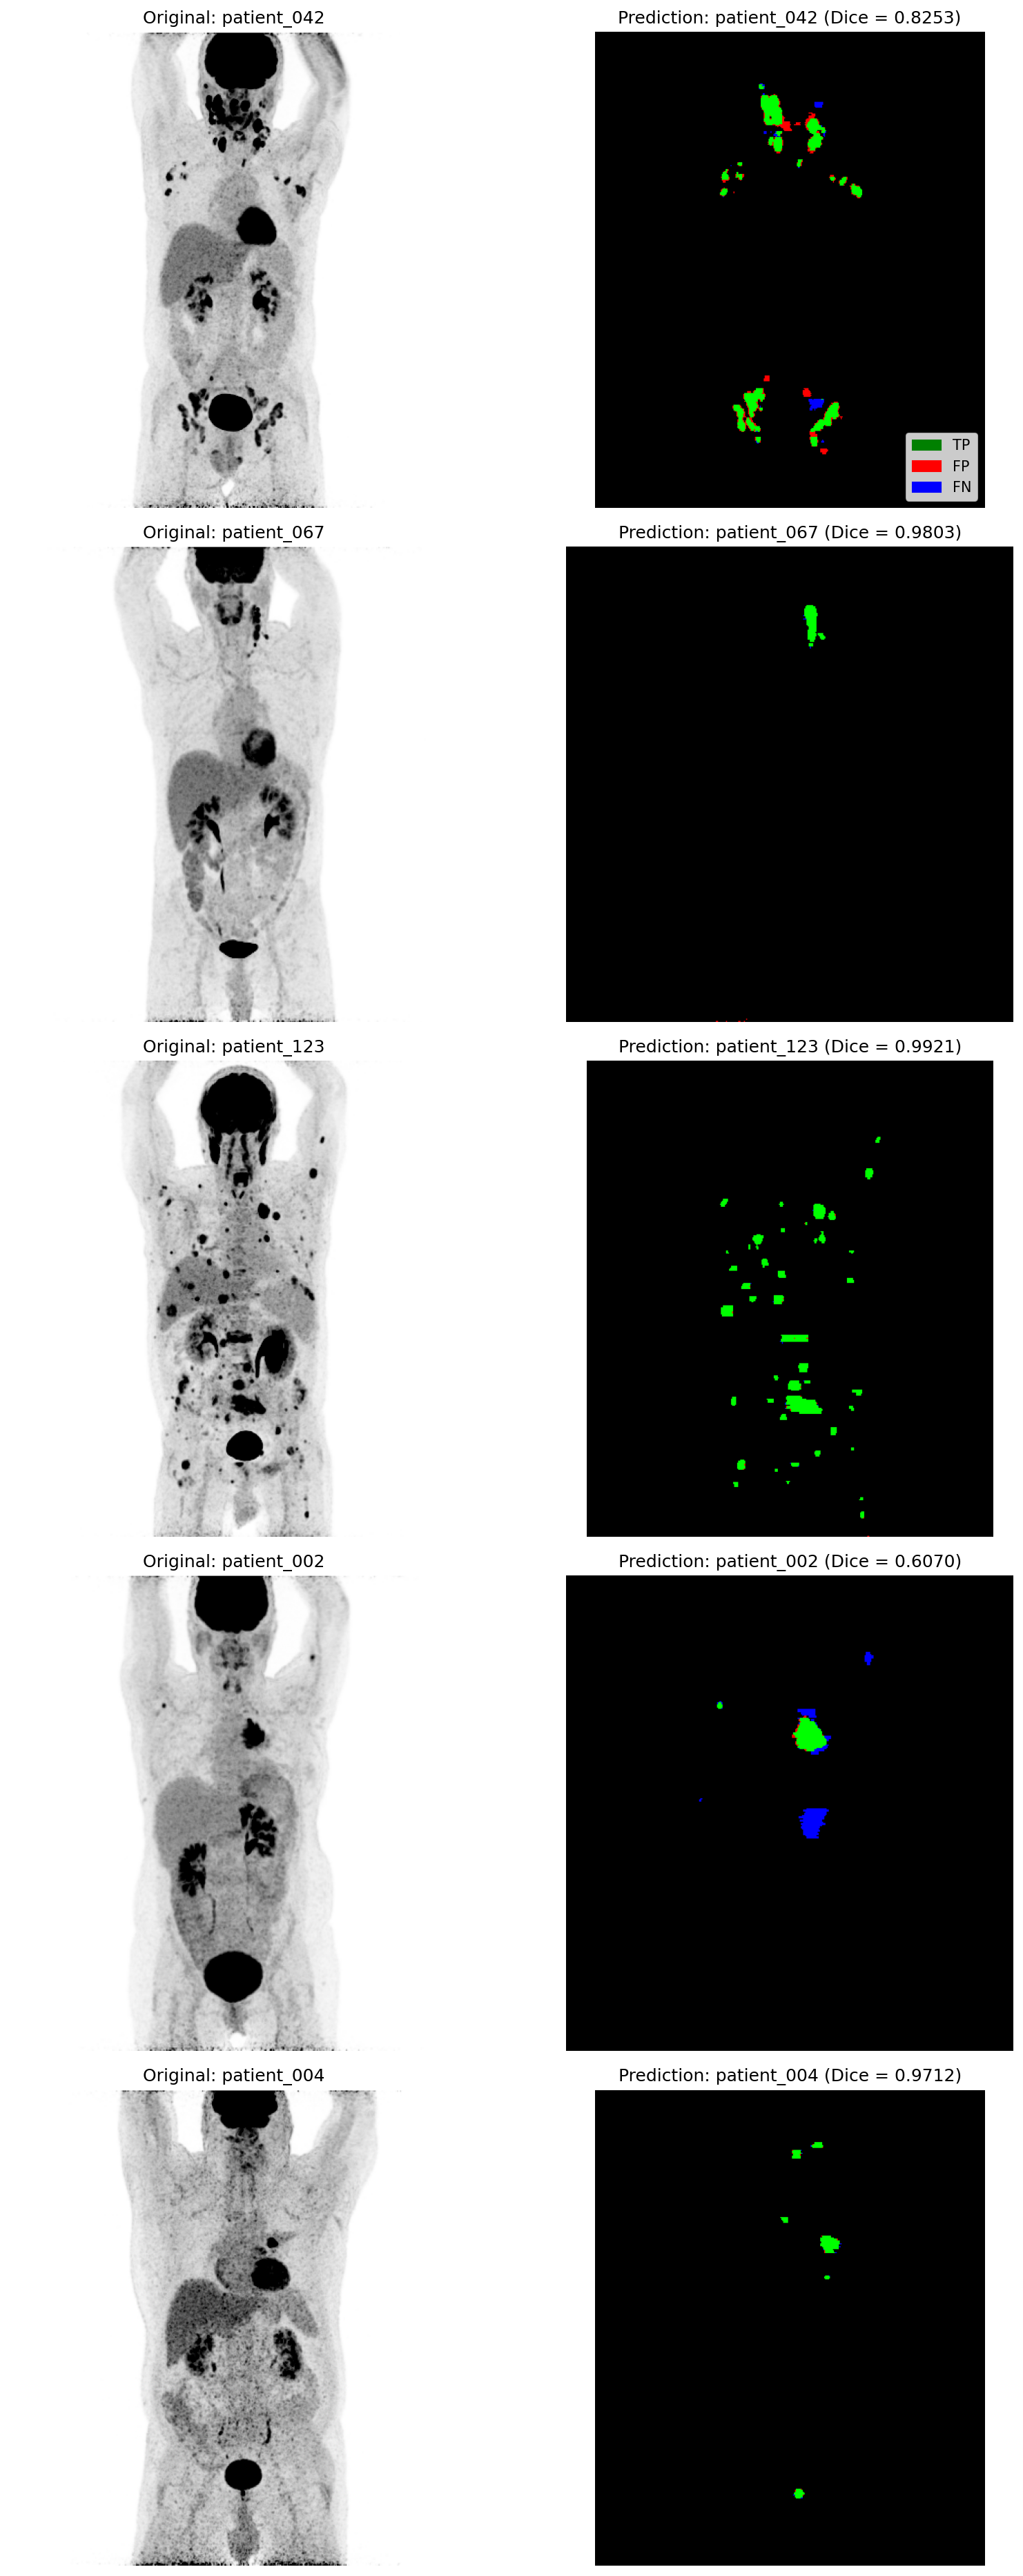 Original: patient_042
Prediction: patient_042 (Dice = 0.8253)
TP
FP
FN
Original: patient_067
Prediction: patient_067 (Dice = 0.9803)
Original: patient_123
Prediction: patient_123 (Dice = 0.9921)
Original: patient_002
Prediction: patient_002 (Dice = 0.6070)
Original: patient_004
Prediction: patient_004 (Dice = 0.9712)